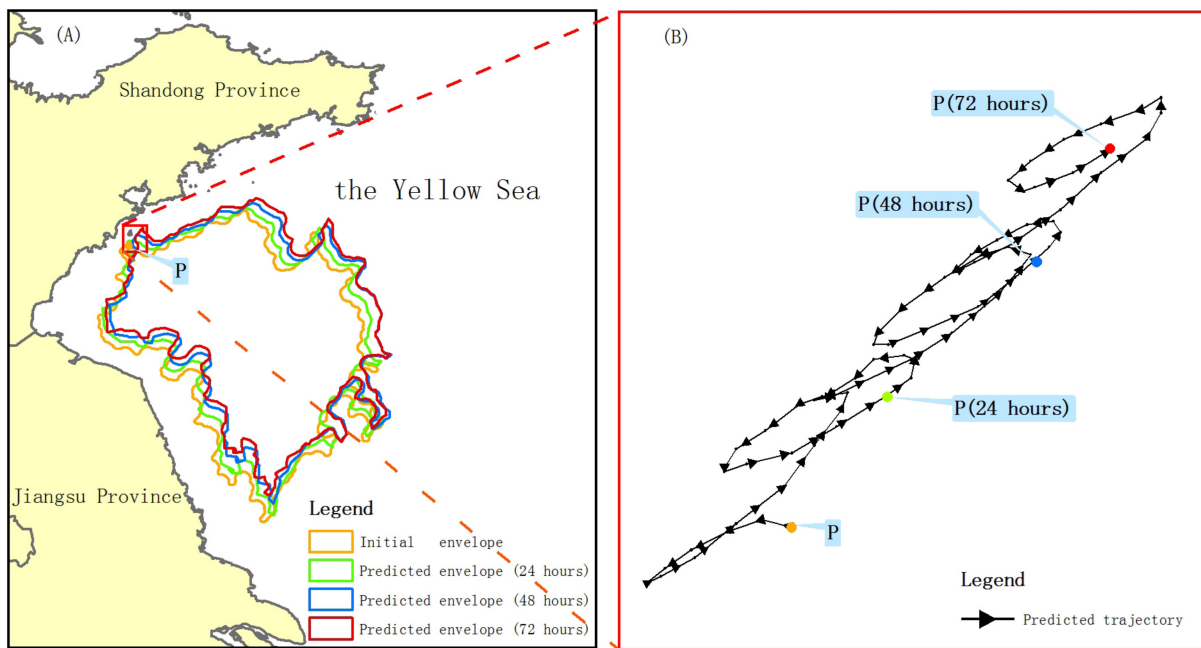 (A)
Shandong Province
the Yellow Sea
P
Jiangsu Province
Legend
Initial envelope
Predicted envelope (24 hours)
Predicted envelope (48 hours)
Predicted envelope (72 hours)
(B)
P(72 hours)
P(48 hours)
P(24 hours)
P
Legend
Predicted trajectory